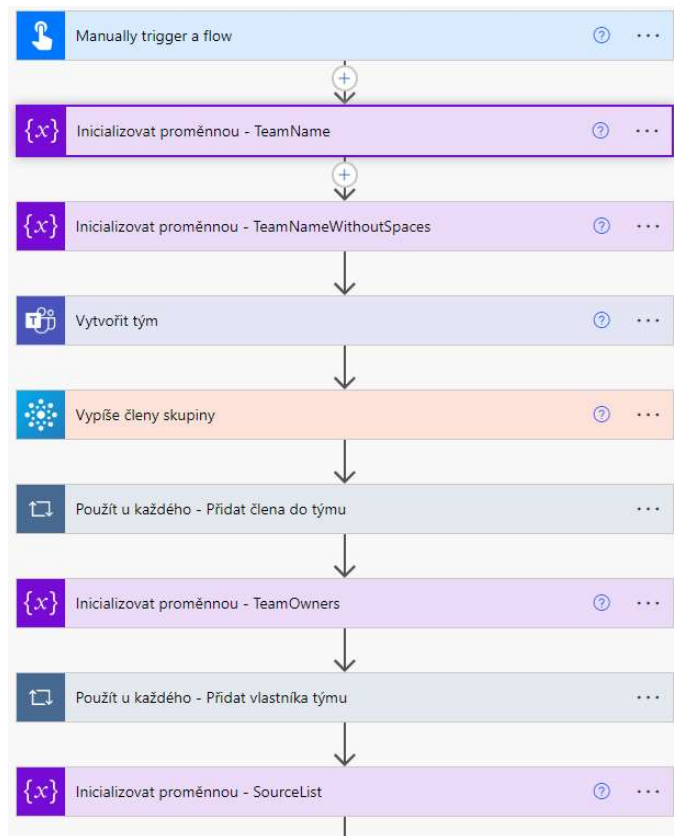 Manually trigger a flow
{x} Inicializovat proměnnou - TeamName
{x} Inicializovat proměnnou - TeamNameWithoutSpaces
Vytvořit tým
Vypíše členy skupiny
Použít u každého - Přidat člena do týmu
{x} Inicializovat proměnnou - TeamOwners
Použít u každého - Přidat vlastníka týmu
{x} Inicializovat proměnnou - SourceList